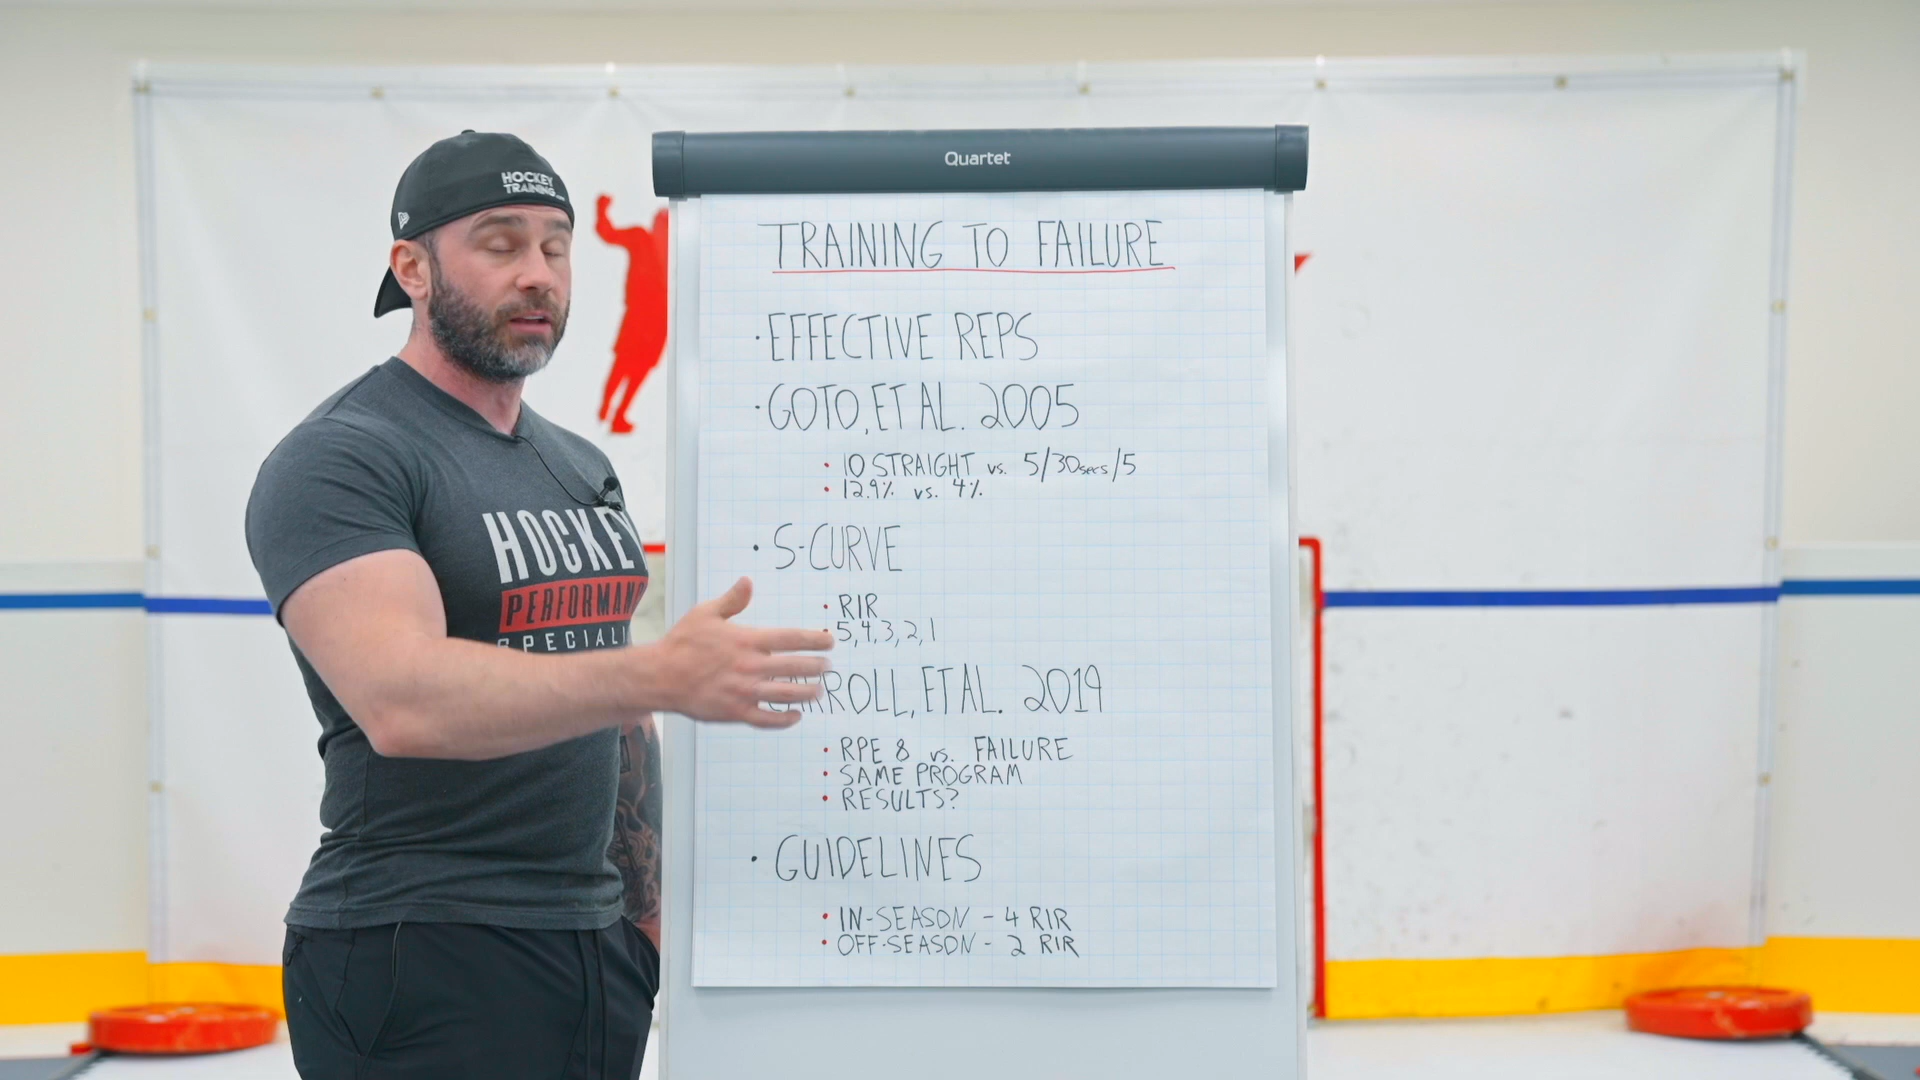 HOCKEY
TRAINING
Quartet
TRAINING TO FAILURE
• EFFECTIVE REPS
• GOTO, ET AL. 2005
• 10 STRAIGHT vs. 5/30secs/5
• 12.9% vs. 4%
• S-CURVE
• RIR
• 5, 4, 3, 2, 1
CARROLL, ET AL. 2019
• RPE 8 vs. FAILURE
• SAME PROGRAM
• RESULTS?
• GUIDELINES
• IN-SEASON - 4 RIR
• OFF-SEASON - 2 RIR
HOCKEY
PERFORMAN
SPECIALI